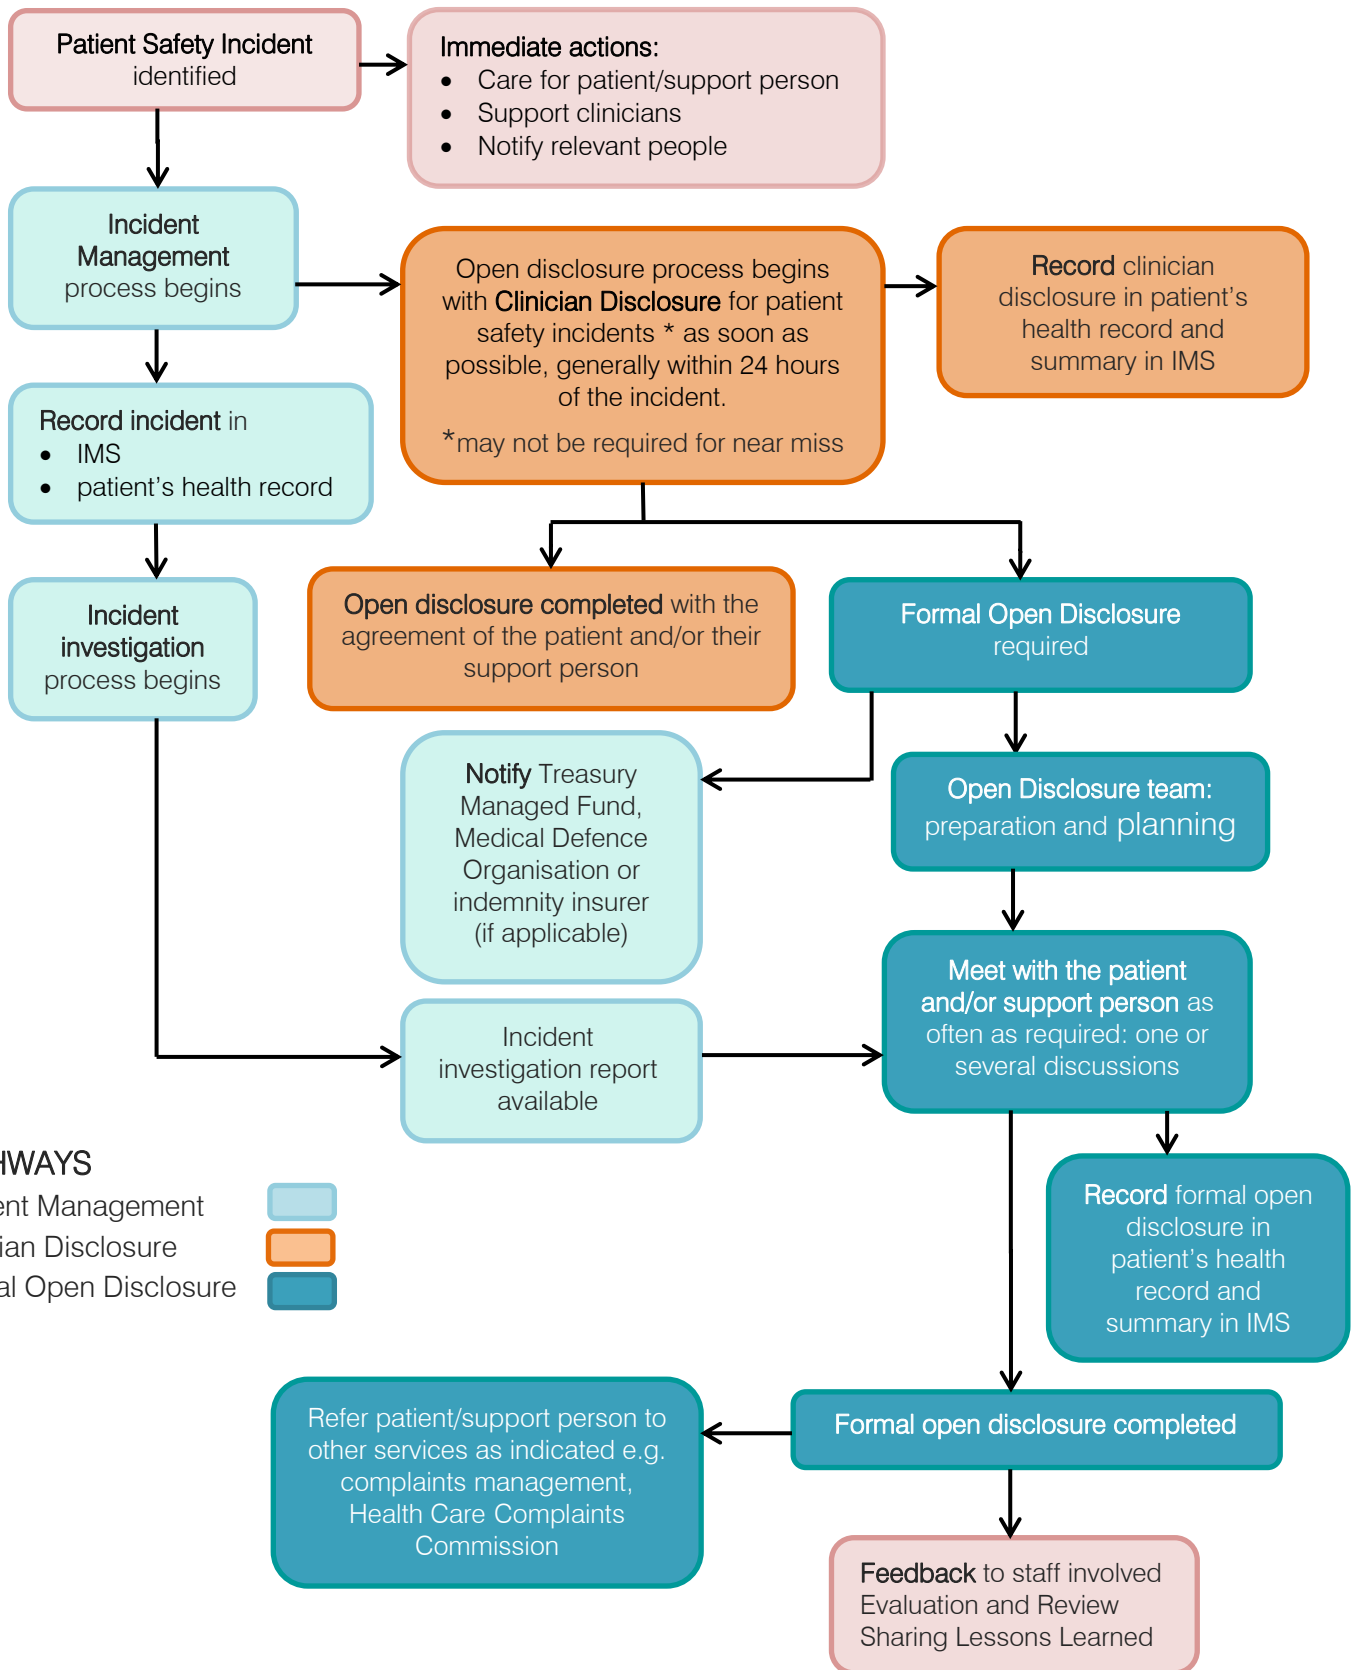 Patient Safety Incident
identified
Immediate actions:
• Care for patient/support person
• Support clinicians
• Notify relevant people
Incident
Management
process begins
Open disclosure process begins
with Clinician Disclosure for patient
safety incidents * as soon as
possible, generally within 24 hours
of the incident.
*may not be required for near miss
Record clinician
disclosure in patient's
health record and
summary in IMS
Record incident in
• IMS
• patient's health record
Incident
investigation
process begins
Open disclosure completed with the
agreement of the patient and/or their
support person
Formal Open Disclosure
required
Notify Treasury
Managed Fund,
Medical Defence
Organisation or
indemnity insurer
(if applicable)
Open Disclosure team:
preparation and planning
Meet with the patient
and/or support person as
often as required: one or
several discussions
Incident
investigation report
available
HWAYS
ent Management
ian Disclosure
al Open Disclosure
Record formal open
disclosure in
patient's health
record and
summary in IMS
Refer patient/support person to
other services as indicated e.g.
complaints management,
Health Care Complaints
Commission
Formal open disclosure completed
Feedback to staff involved
Evaluation and Review
Sharing Lessons Learned